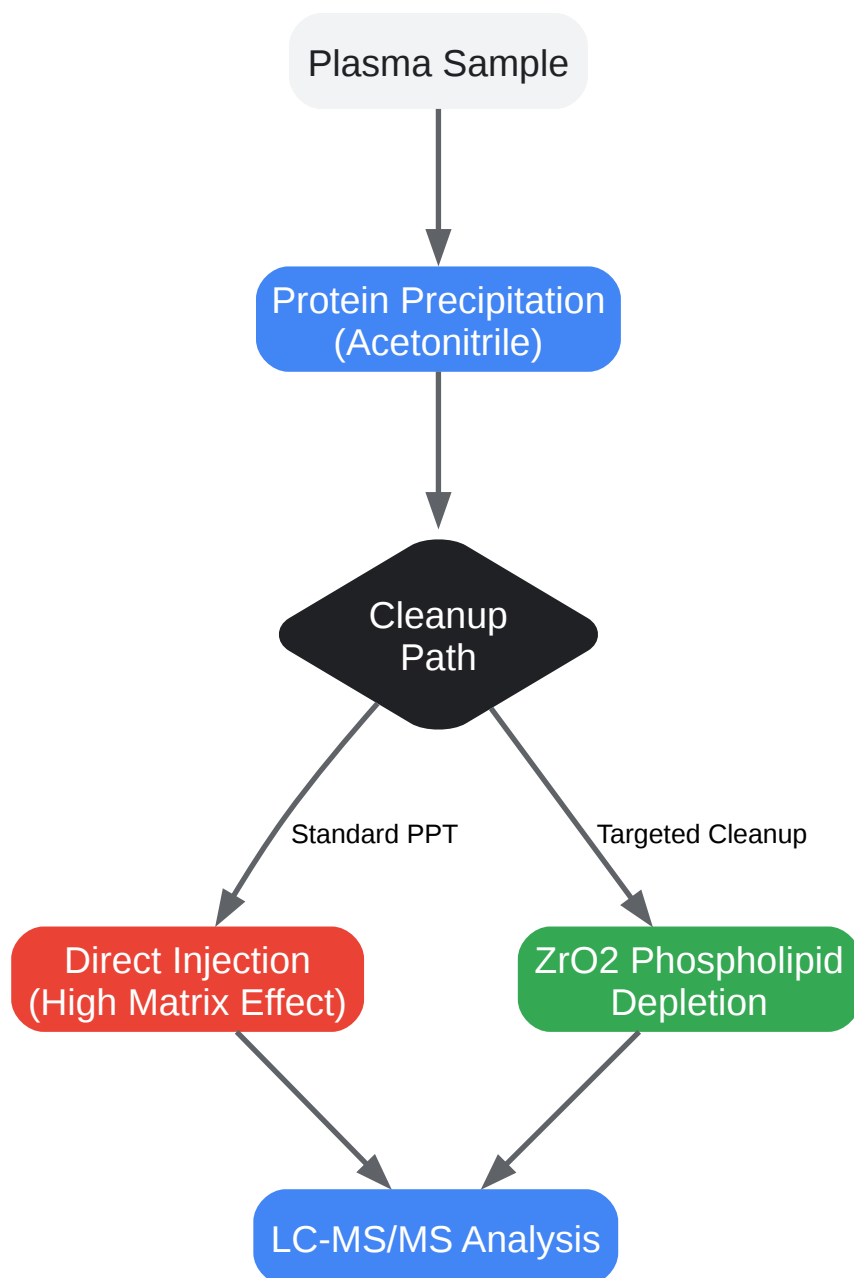 Plasma Sample
Protein Precipitation
(Acetonitrile)
Cleanup
Path
Standard PPT
Targeted Cleanup
Direct Injection
(High Matrix Effect)
ZrO2 Phospholipid
Depletion
LC-MS/MS Analysis